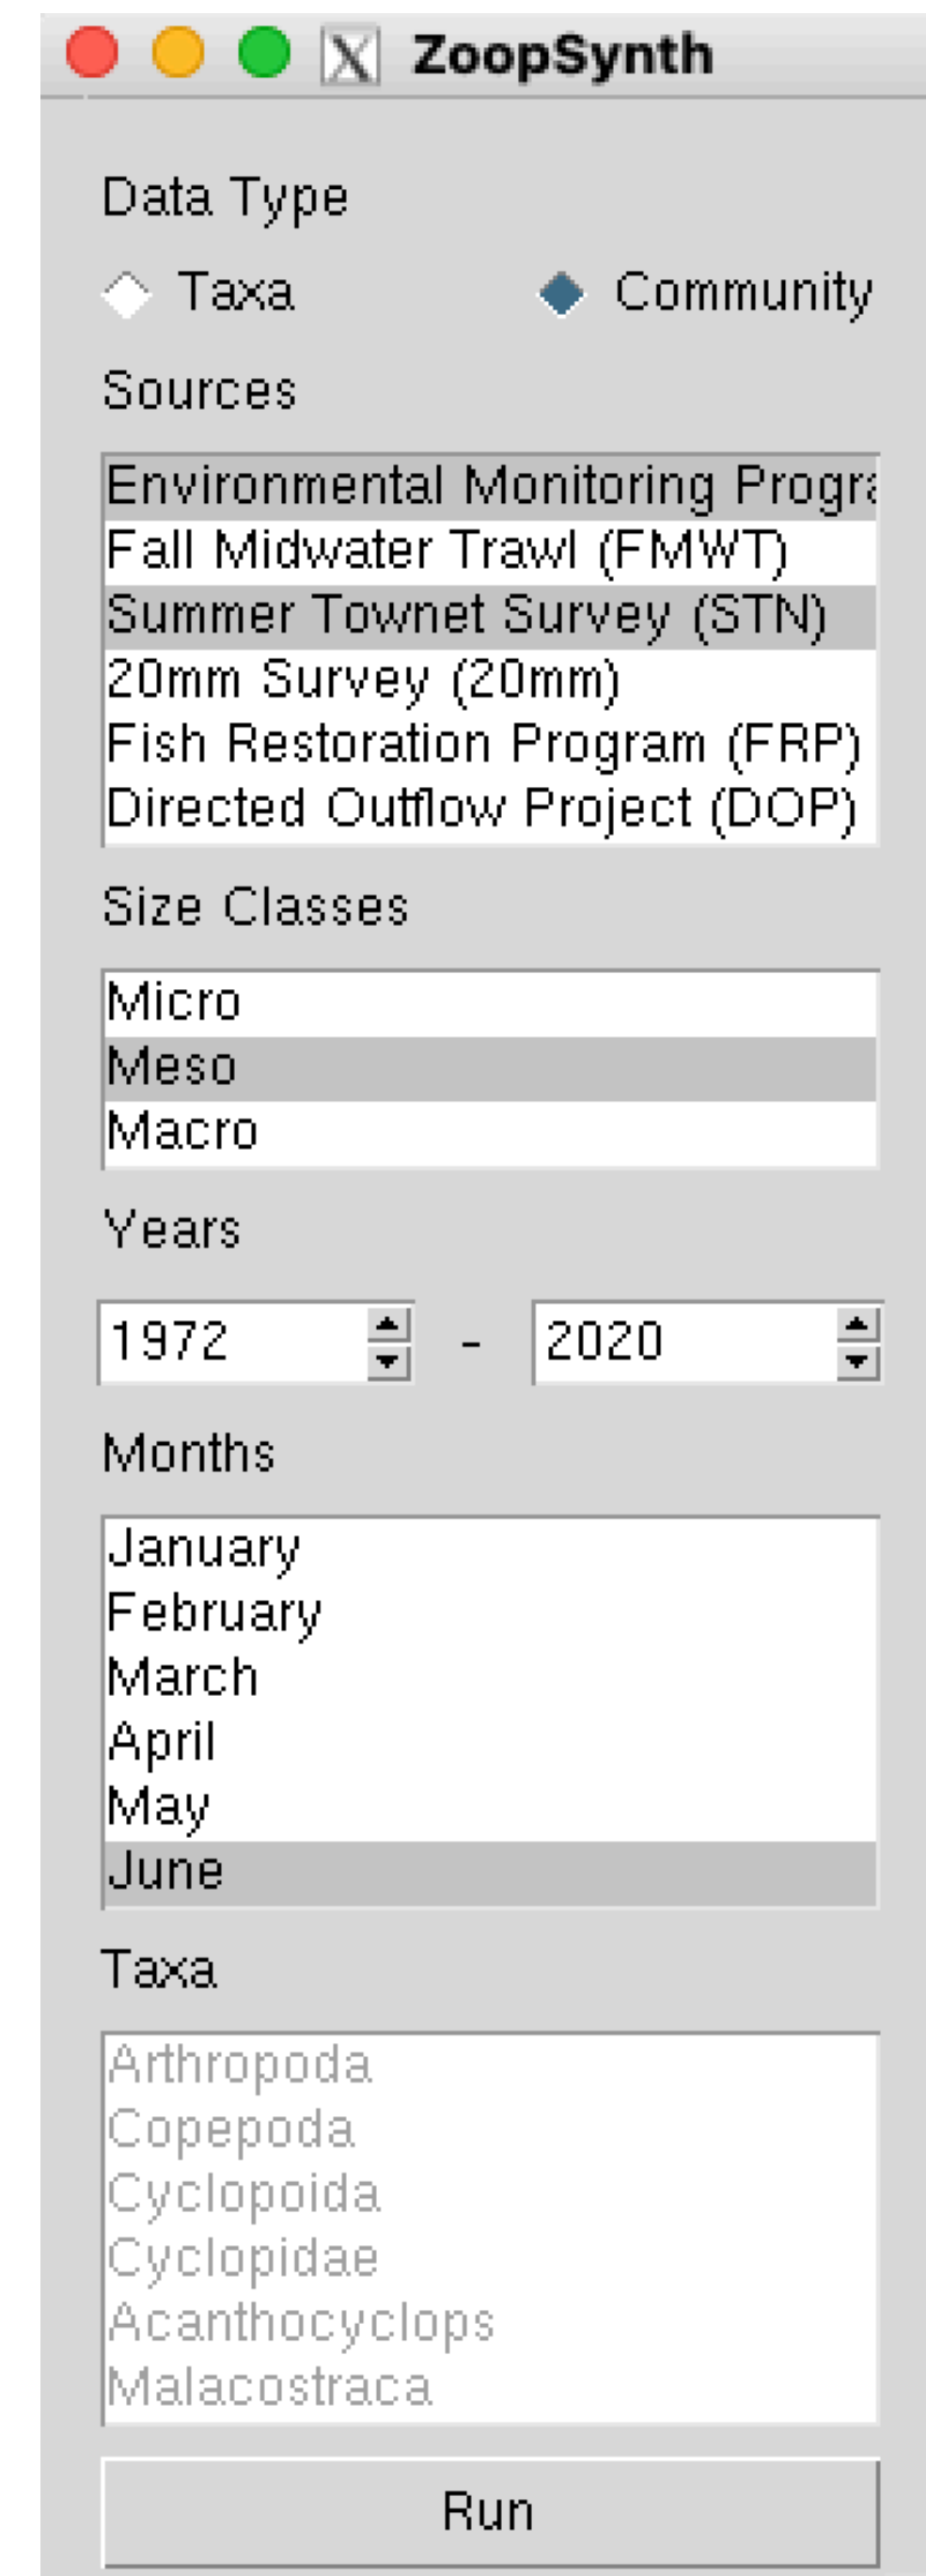 ZoopSynth
Data Type
Taxa Community
Sources
Environmental Monitoring
Fall Midwater Trawl (FMWT)
Summer Townet Survey (STN)
20mm Survey (20mm)
Fish Restoration Program (FRP)
Directed Outflow Project (DOP)
Size Classes
Micro
Meso
Macro
Years
1972 - 2020
Months
January
February
March
April
May
June
Taxa
Arthropoda
Copepoda
Cyclopoida
Cyclopidae
Acanthocyclops
Malacostraca
Run